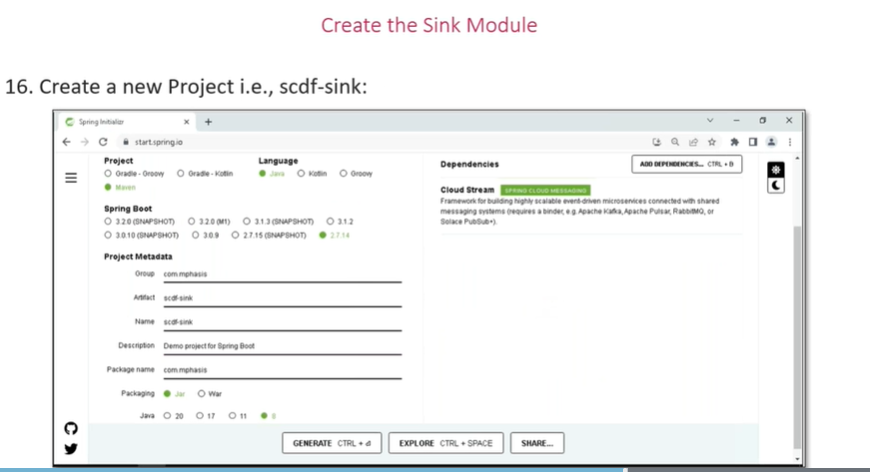 Create the Sink Module
16. Create a new Project i.e., scdf-sink:
Spring Initializr
start.spring.io
Project
Language
Gradle - Groovy Gradle - Kotlin
Java Kotlin Groovy
Maven
Spring Boot
3.2.0 (SNAPSHOT) 3.2.0 (M1) 3.1.3 (SNAPSHOT) 3.1.2
3.0.10 (SNAPSHOT) 3.0.9 2.7.15 (SNAPSHOT) 2.7.14
Project Metadata
Group com.mphasis
Artifact scdf-sink
Name scdf-sink
Description Demo project for Spring Boot
Package name com.mphasis
Packaging Jar War
Java 20 17 11 8
Dependencies
ADD DEPENDENCIES... CTRL + B
Cloud Stream SPRING CLOUD MESSAGING
Framework for building highly scalable event-driven microservices connected with shared
messaging systems (requires a binder, e.g. Apache Kafka, Apache Pulsar, RabbitMQ, or
Solace PubSub+).
GENERATE CTRL + ⏎
EXPLORE CTRL + SPACE
SHARE...